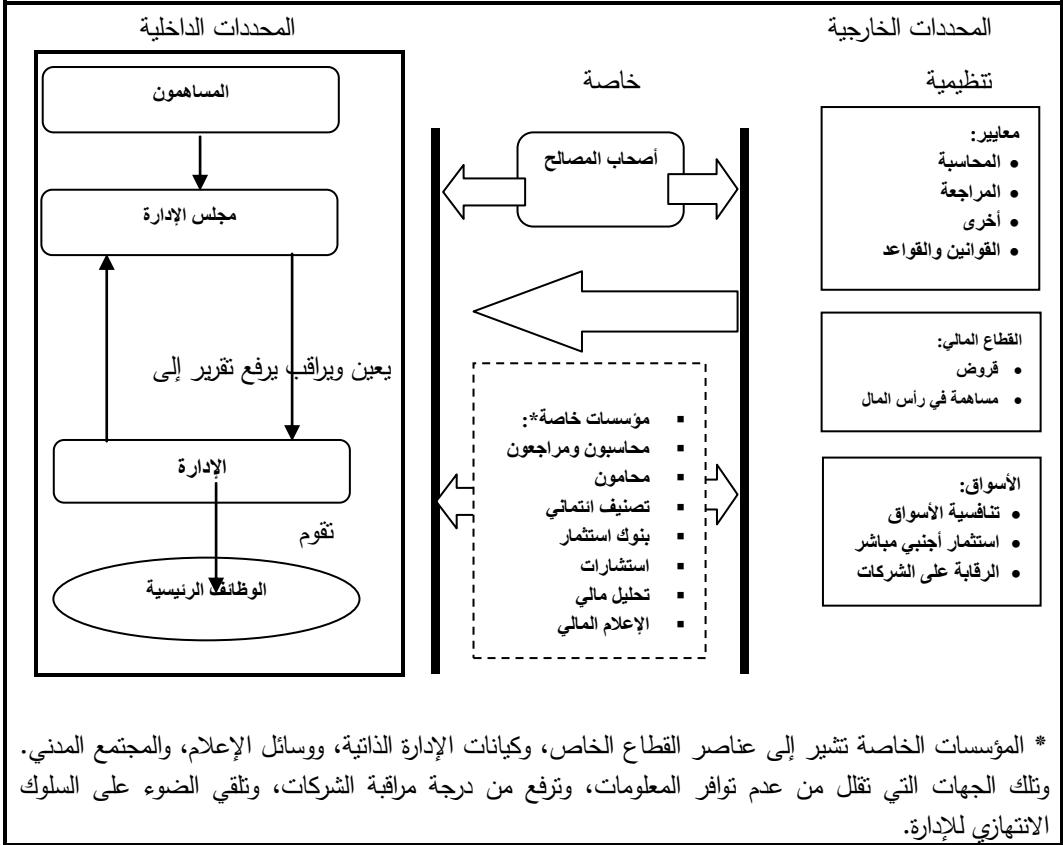 المحددات الخارجية
المحددات الداخلية
تنظيمية
خاصة
معايير:
• المحاسبة
• المراجعة
• أخرى
• القوانين والقواعد
القطاع المالي:
• قروض
• مساهمة في رأس المال
الأسواق:
• تنافسية الأسواق
• استثمار أجنبي مباشر
• الرقابة على الشركات
أصحاب المصالح
▪ مؤسسات خاصة*:
▪ محاسبون ومراجعون
▪ محامون
▪ تصنيف ائتماني
▪ بنوك استثمار
▪ استشارات
▪ تحليل مالي
▪ الإعلام المالي
المساهمون
مجلس الإدارة
يعين ويراقب يرفع تقرير إلى
الإدارة
تقوم
الوظائف الرئيسية
* المؤسسات الخاصة تشير إلى عناصر القطاع الخاص، وكيانات الإدارة الذاتية، ووسائل الإعلام، والمجتمع المدني.
وتلك الجهات التي تقلل من عدم توافر المعلومات، وترفع من درجة مراقبة الشركات، وتلقي الضوء على السلوك
الانتهازي للإدارة.